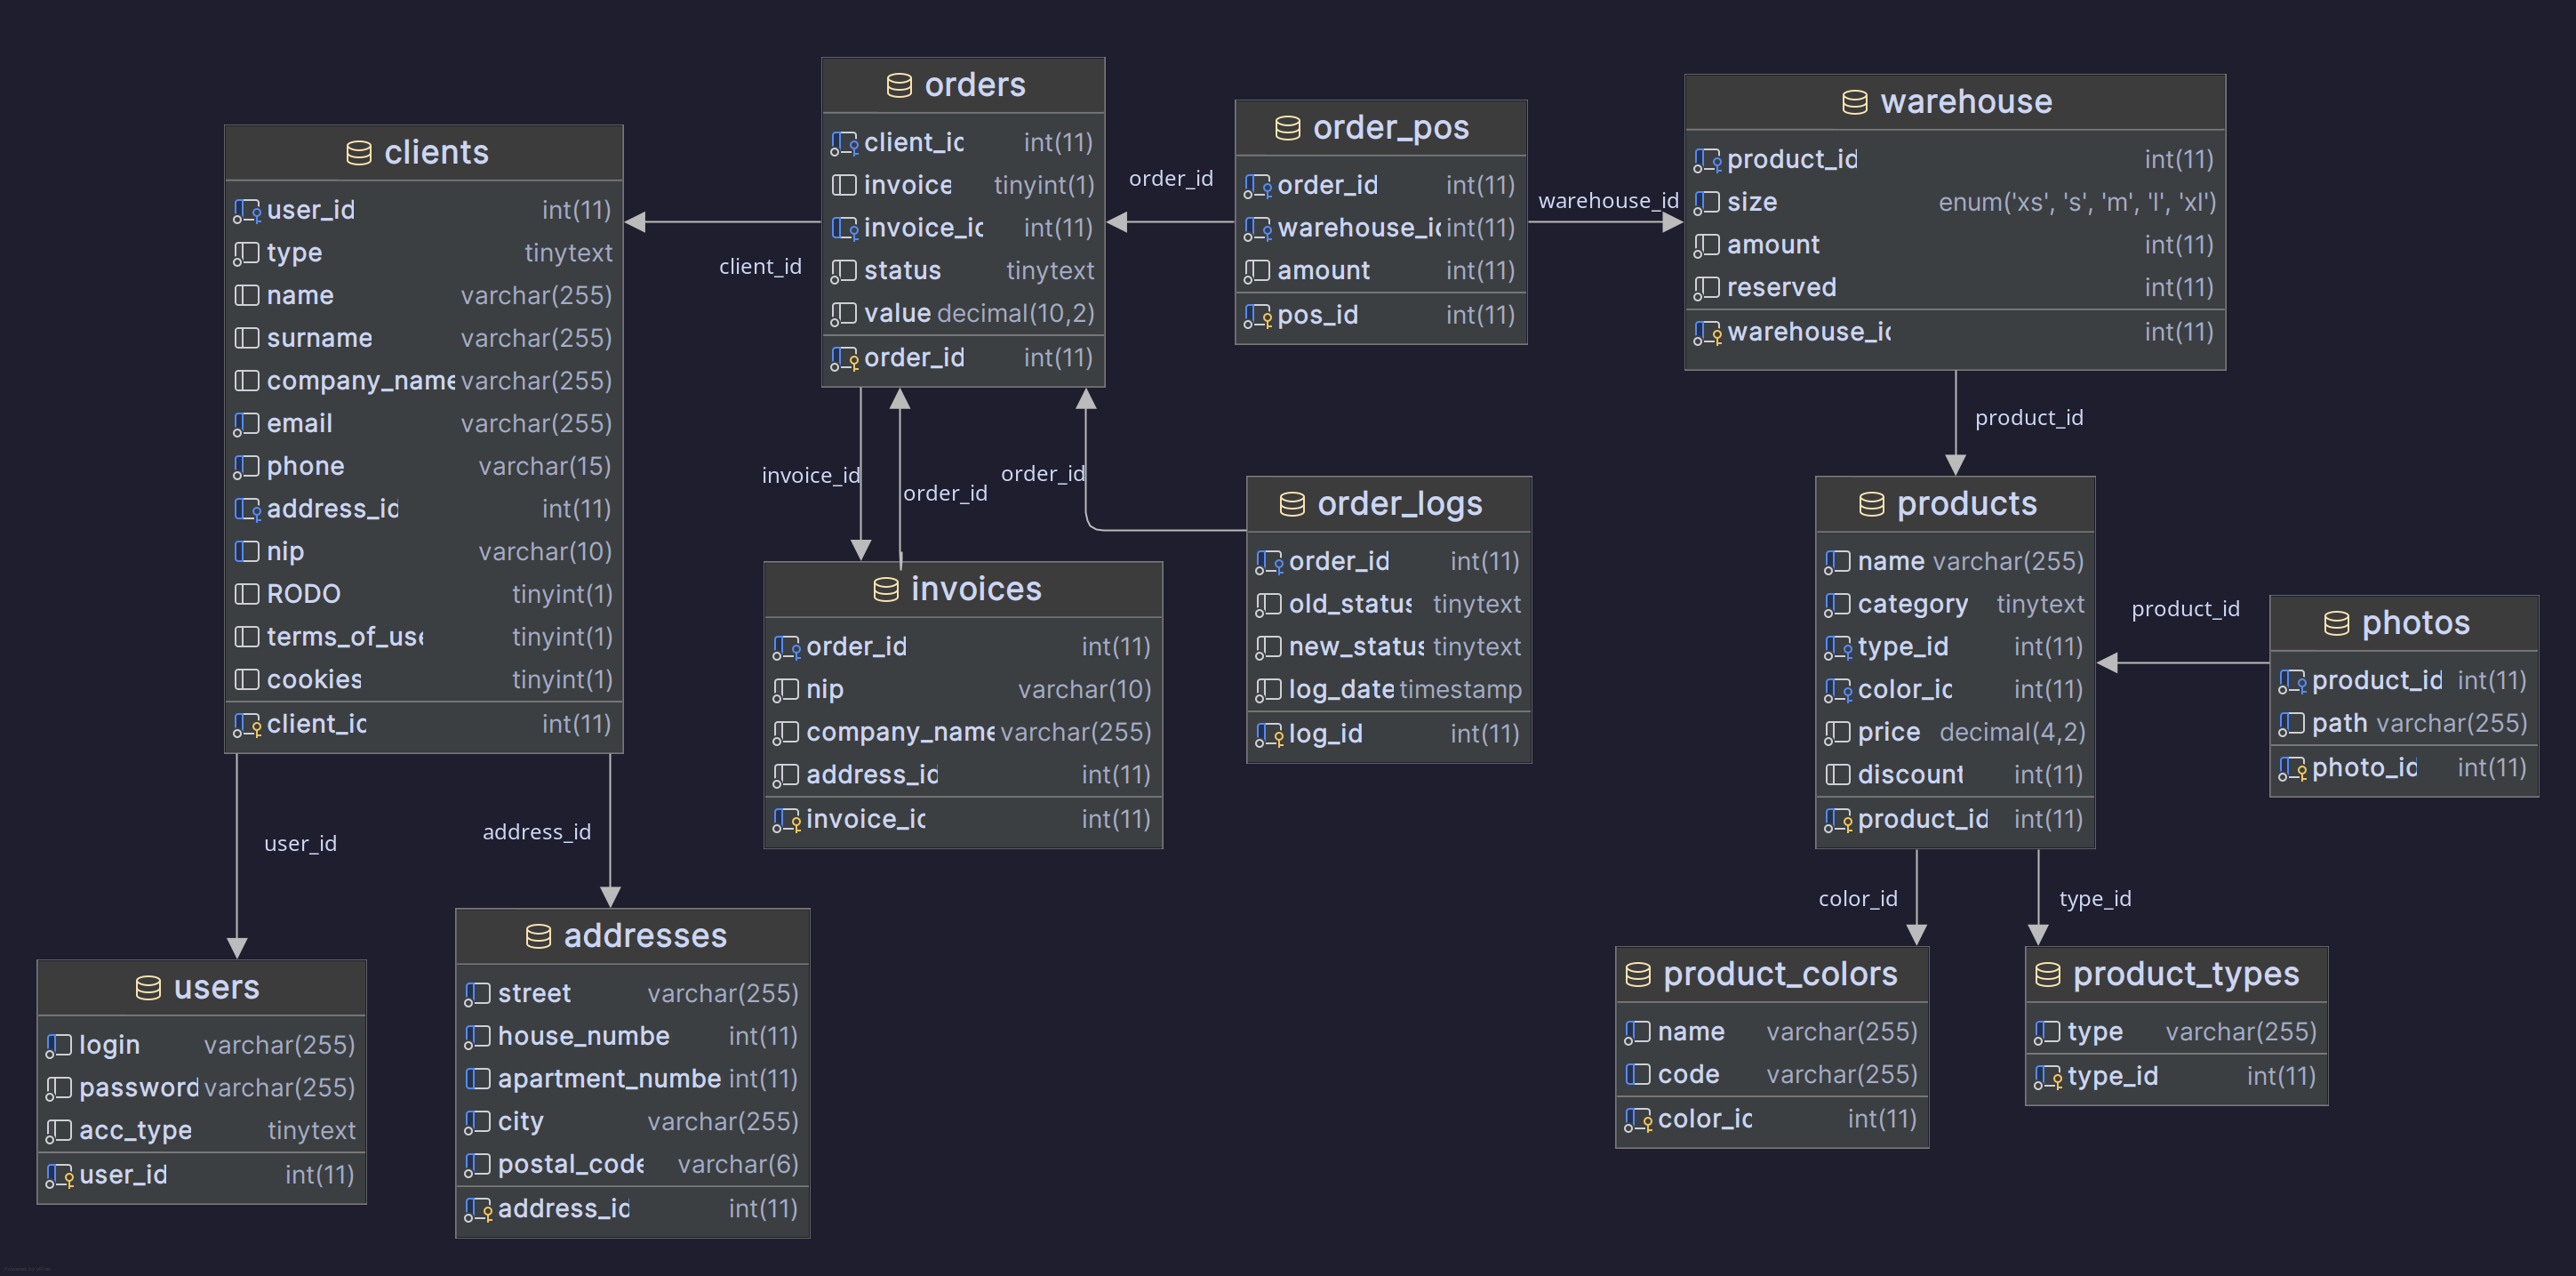 clients
user_id int(11)
type tinytext
name varchar(255)
surname varchar(255)
company_name varchar(255)
email varchar(255)
phone varchar(15)
address_id int(11)
nip varchar(10)
RODO tinyint(1)
terms_of_use tinyint(1)
cookies tinyint(1)
client_id int(11)
orders
client_id int(11)
invoice tinyint(1)
invoice_id int(11)
status tinytext
value decimal(10,2)
order_id int(11)
order_pos
order_id int(11)
warehouse_id int(11)
amount int(11)
pos_id int(11)
warehouse
product_id int(11)
size enum('xs', 's', 'm', 'l', 'xl')
amount int(11)
reserved int(11)
warehouse_id int(11)
client_id
order_id
warehouse_id
invoice_id
order_id
order_id
product_id
invoices
order_id int(11)
nip varchar(10)
company_name varchar(255)
address_id int(11)
invoice_id int(11)
order_logs
order_id int(11)
old_status tinytext
new_status tinytext
log_date timestamp
log_id int(11)
products
name varchar(255)
category tinytext
type_id int(11)
color_id int(11)
price decimal(4,2)
discount int(11)
product_id int(11)
product_id
photos
product_id int(11)
path varchar(255)
photo_id int(11)
user_id
address_id
color_id
type_id
users
login varchar(255)
password varchar(255)
acc_type tinytext
user_id int(11)
addresses
street varchar(255)
house_numbe int(11)
apartment_numbe int(11)
city varchar(255)
postal_code varchar(6)
address_id int(11)
product_colors
name varchar(255)
code varchar(255)
color_id int(11)
product_types
type varchar(255)
type_id int(11)